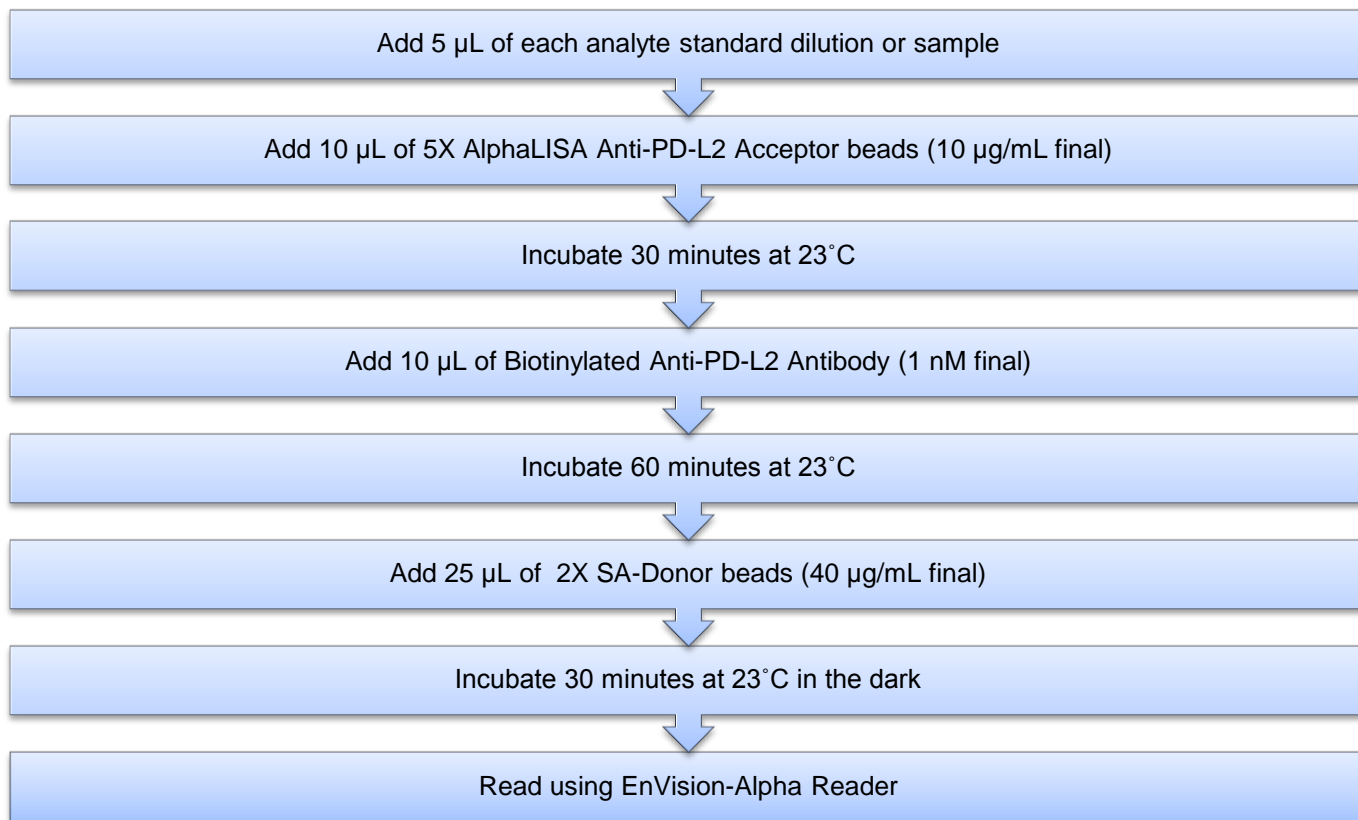 Add 5 µL of each analyte standard dilution or sample
Add 10 µL of 5X AlphaLISA Anti-PD-L2 Acceptor beads (10 µg/mL final)
Incubate 30 minutes at 23˚C
Add 10 µL of Biotinylated Anti-PD-L2 Antibody (1 nM final)
Incubate 60 minutes at 23˚C
Add 25 µL of  2X SA-Donor beads (40 µg/mL final)
Incubate 30 minutes at 23˚C in the dark
Read using EnVision-Alpha Reader